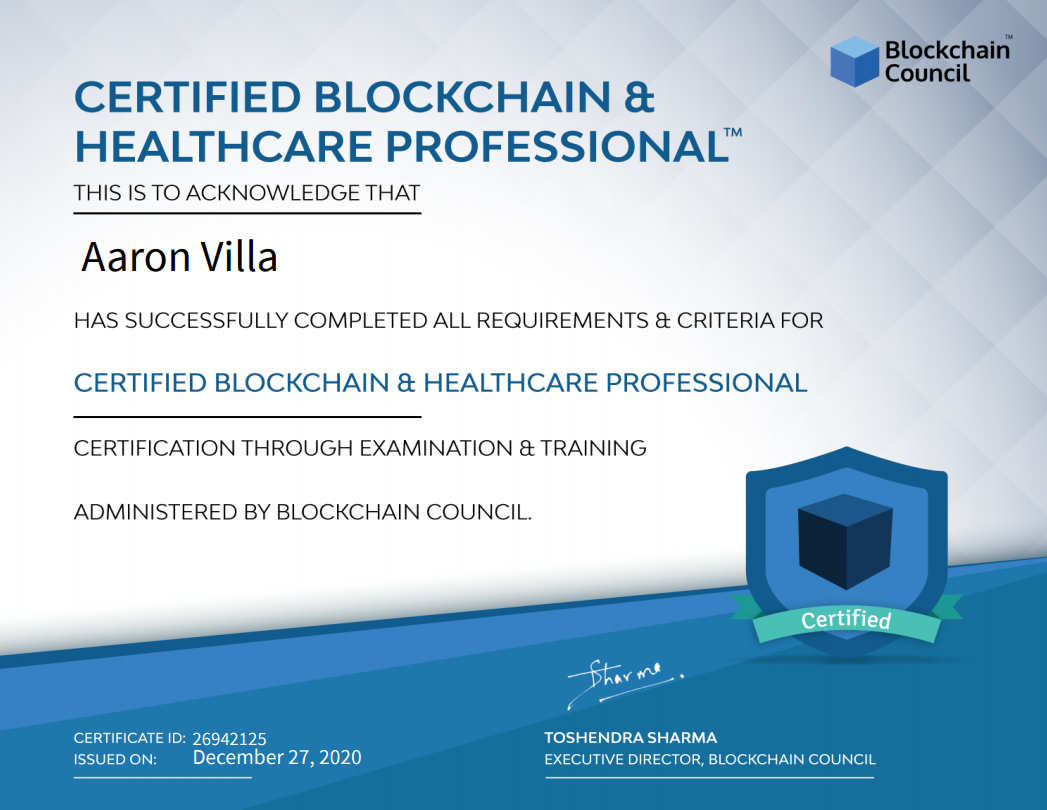 Blockchain
Council
TM
CERTIFIED BLOCKCHAIN &
HEALTHCARE PROFESSIONAL™
THIS IS TO ACKNOWLEDGE THAT
Aaron Villa
HAS SUCCESSFULLY COMPLETED ALL REQUIREMENTS & CRITERIA FOR
CERTIFIED BLOCKCHAIN & HEALTHCARE PROFESSIONAL
CERTIFICATION THROUGH EXAMINATION & TRAINING
ADMINISTERED BY BLOCKCHAIN COUNCIL.
Certified
Sharma
CERTIFICATE ID: 26942125
ISSUED ON: December 27, 2020
TOSHENDRA SHARMA
EXECUTIVE DIRECTOR, BLOCKCHAIN COUNCIL